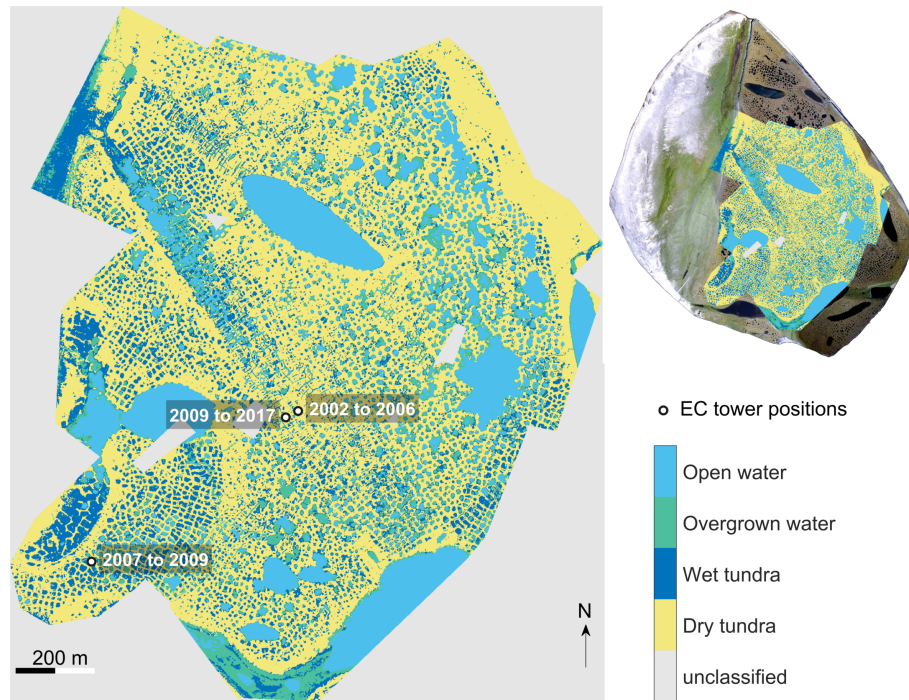 2009 to 2017
2002 to 2006
2007 to 2009
200 m
N
EC tower positions
Open water
Overgrown water
Wet tundra
Dry tundra
unclassified